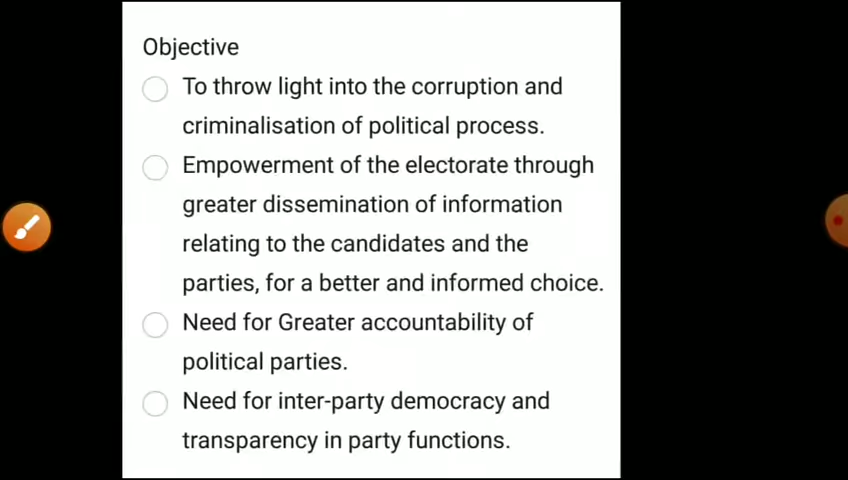 Objective
To throw light into the corruption and
criminalisation of political process.
Empowerment of the electorate through
greater dissemination of information
relating to the candidates and the
parties, for a better and informed choice.
Need for Greater accountability of
political parties.
Need for inter-party democracy and
transparency in party functions.